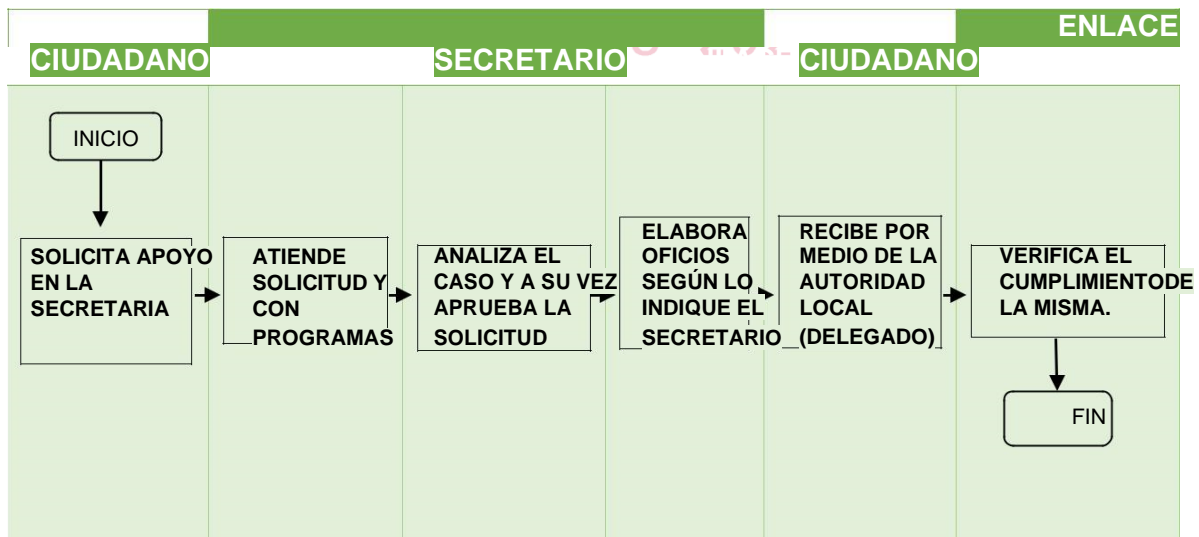 ENLACE
CIUDADANO
SECRETARIO
CIUDADANO
INICIO
SOLICITA APOYO
EN LA
SECRETARIA
ATIENDE
SOLICITUD Y
CON
PROGRAMAS
ANALIZA EL
CASO Y A SU VEZ
APRUEBA LA
SOLICITUD
ELABORA
OFICIOS
SEGÚN LO
INDIQUE EL
SECRETARIO
RECIBE POR
MEDIO DE LA
AUTORIDAD
LOCAL
(DELEGADO)
VERIFICA EL
CUMPLIMIENTODE
LA MISMA.
FIN